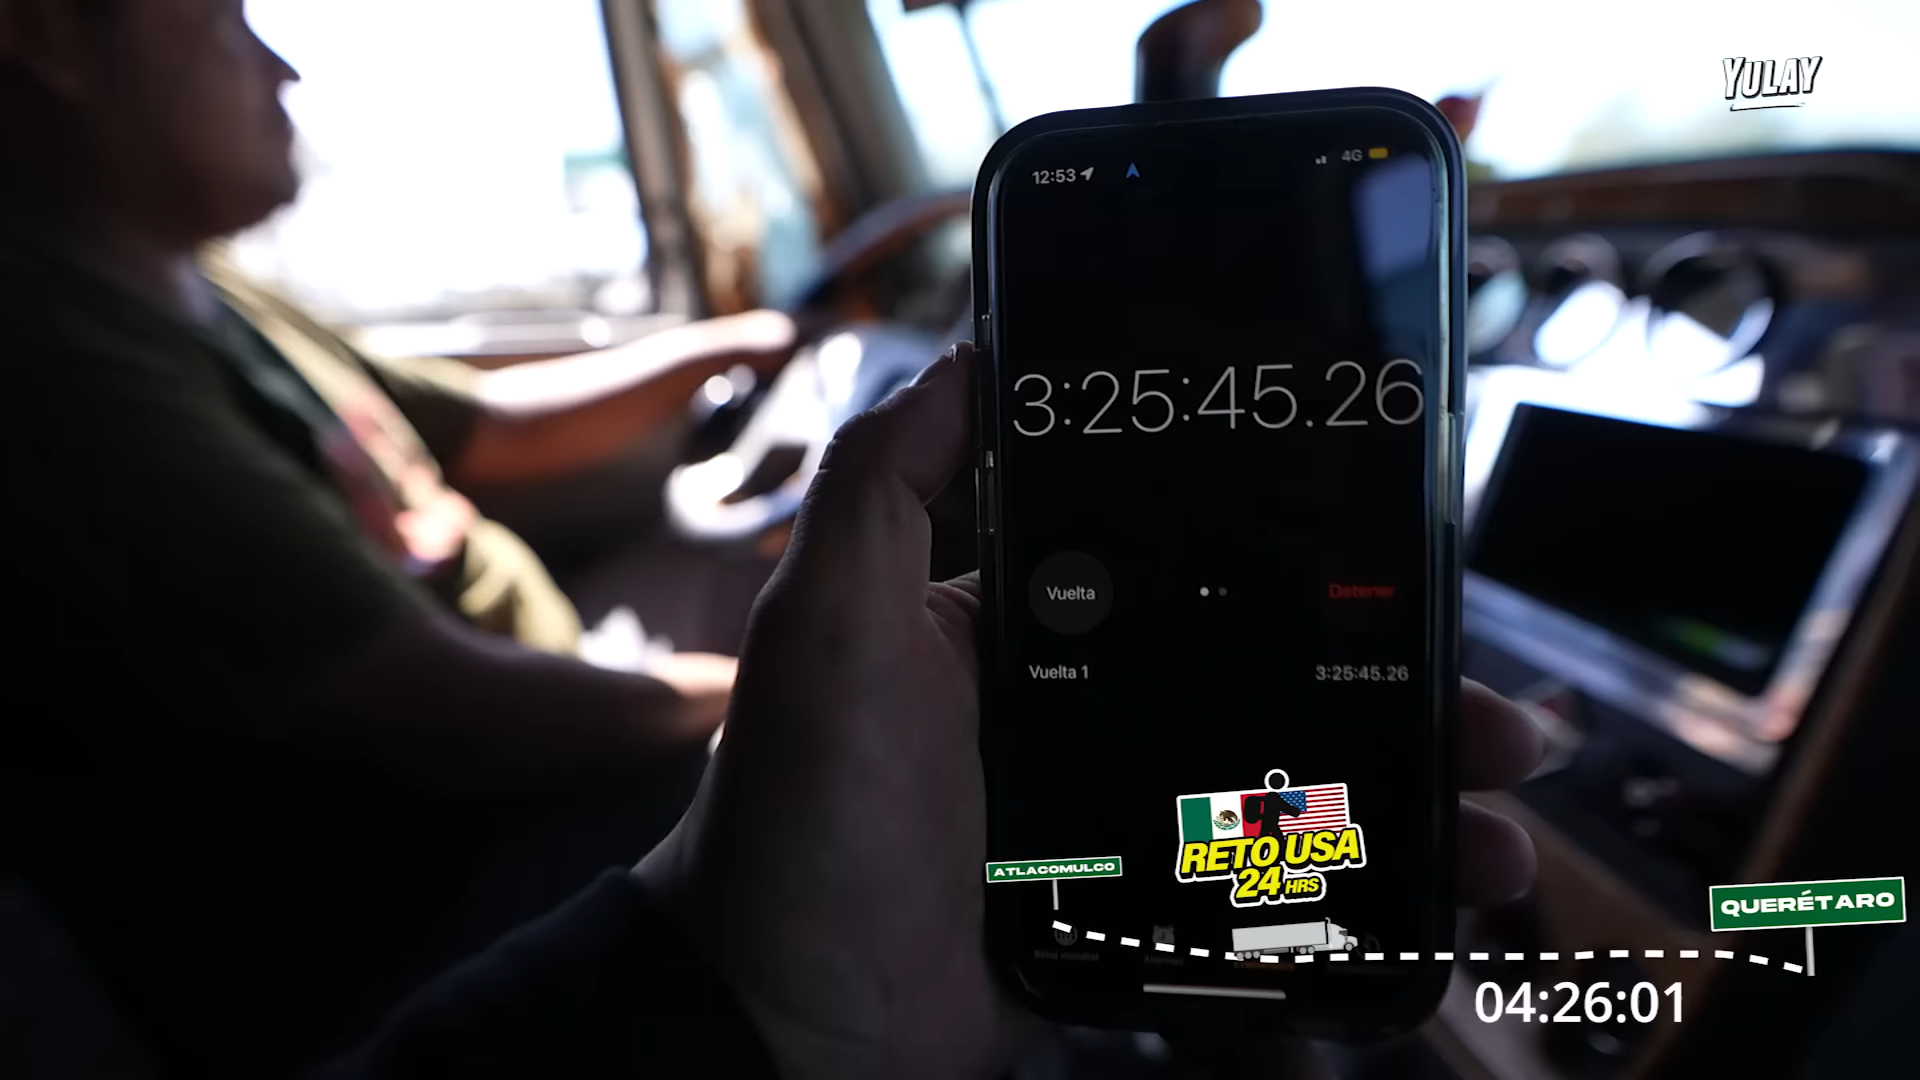 YULAY
12:53
4G
3:25:45.26
Vuelta
Detener
Vuelta 1
3:25:45.26
RETO USA
24 HRS
ATLACOMULCO
QUERÉTARO
04:26:01